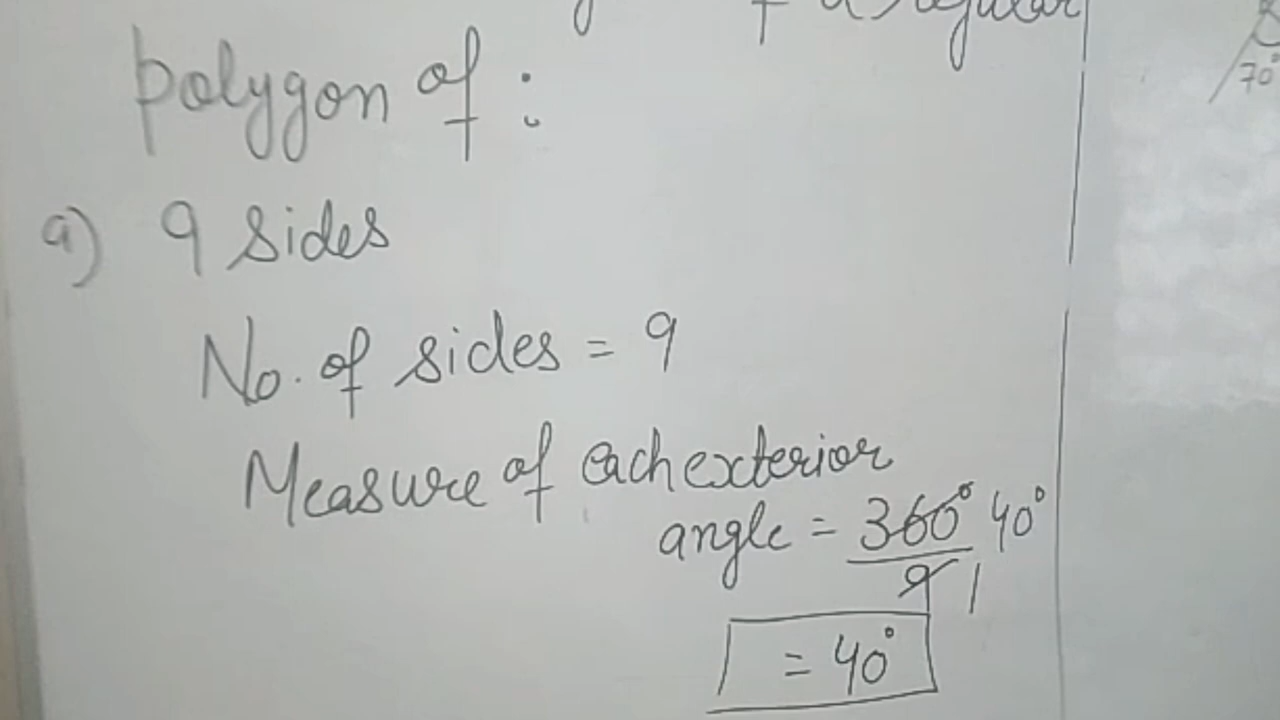 a regular
polygon of :
a) 9 sides
No. of sides = 9
Measure of each exterior
angle = 360° 40°
9 1
= 40°
70°